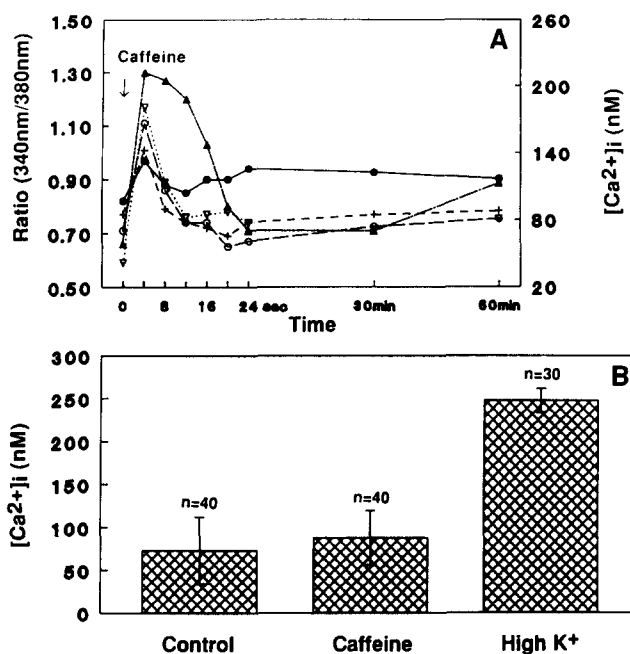 A
Caffeine
↓
Ratio (340nm/380nm)
1.50
1.30
1.10
0.90
0.70
0.50
260
200
140
80
20
[Ca2+]i (nM)
0 8 16 24 sec 30min 60min
Time
B
[Ca2+]i (nM)
300
250
200
150
100
50
0
n=40
n=40
n=30
Control Caffeine High K+